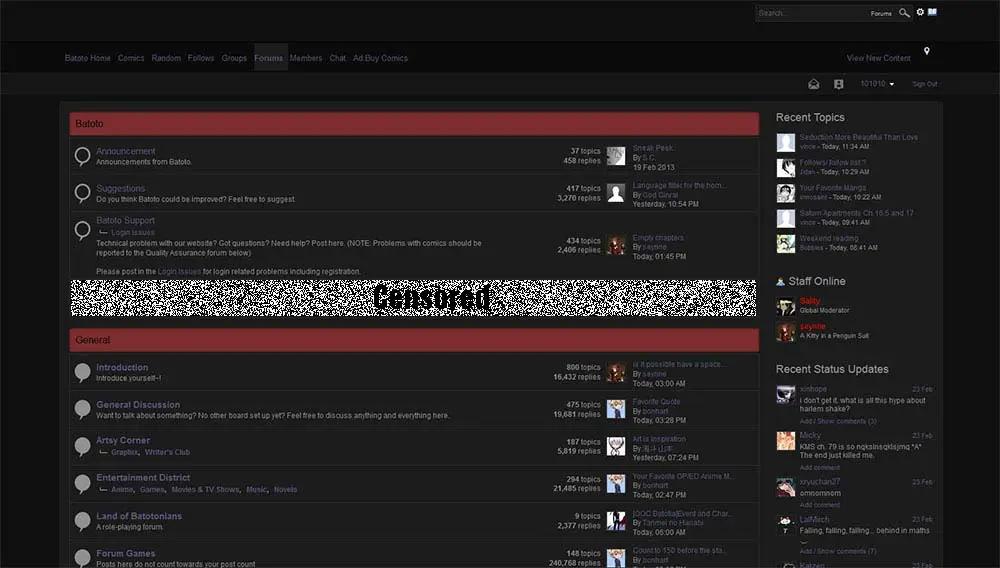 Search...
Forums
Batoto Home Comics Random Follows Groups Forums Members Chat Ad.Buy Comics
View New Content
101010
Sign Out
Batoto
Announcement
Announcements from Batoto.
37 topics
458 replies
Sneak Peek.
By S.C.
19 Feb 2013
Suggestions
Do you think Batoto could be improved? Feel free to suggest.
417 topics
3,270 replies
Language filter for the hom...
By God Ginrai
Yesterday, 10:54 PM
Batoto Support
Login Issues
Technical problem with our website? Got questions? Need help? Post here. (NOTE: Problems with comics should be
reported to the Quality Assurance forum below)
Please post in the Login Issues for login related problems including registration.
434 topics
2,406 replies
Empty chapters
By seynne
Today, 01:45 PM
Censored
General
Introduction
Introduce yourself~!
800 topics
16,432 replies
Is it possible have a space...
By seynne
Today, 03:00 AM
General Discussion
Want to talk about something? No other board set up yet? Feel free to discuss anything and everything here.
475 topics
19,681 replies
Favorite Quote
By bonhart
Today, 03:28 PM
Artsy Corner
Graphix, Writer's Club
187 topics
5,819 replies
Art is Inspiration
By
Yesterday, 07:24 PM
Entertainment District
Anime, Games, Movies & TV Shows, Music, Novels
294 topics
21,485 replies
Your Favorite OP/ED Anime M...
By bonhart
Today, 02:47 PM
Land of Batotonians
A role-playing forum.
9 topics
2,377 replies
[OOC Batotia]Event and Char...
By Tanmei no Hanabi
Today, 06:00 AM
Forum Games
Posts here do not count towards your post count
148 topics
240,768 replies
Count to 150 before the sta...
By bonhart
Recent Topics
Seduction More Beautiful Than Love
vince - Today, 11:34 AM
Follows/follow list ?
Today, 10:29 AM
Your Favorite Manga
Today, 10:22 AM
Saturn Apartments Ch.16.5 and 17
vince - Today, 09:41 AM
Weekend reading
Today, 08:41 AM
Staff Online
Sality
Global Moderator
seynne
A Kitty in a Penguin Suit
Recent Status Updates
xinhope 23 Feb
i don't get it. what is all this hype about
harlem shake?
Add / Show comments (3)
Micky 23 Feb
KMS ch. 79 is so *A*
The end just killed me.
Add comment
xryuchan27 23 Feb
omnomnom
Add / Show comments (4)
LalMirch 23 Feb
Falling, falling, falling... behind in maths
._.
Add / Show comments (7)
Katzen